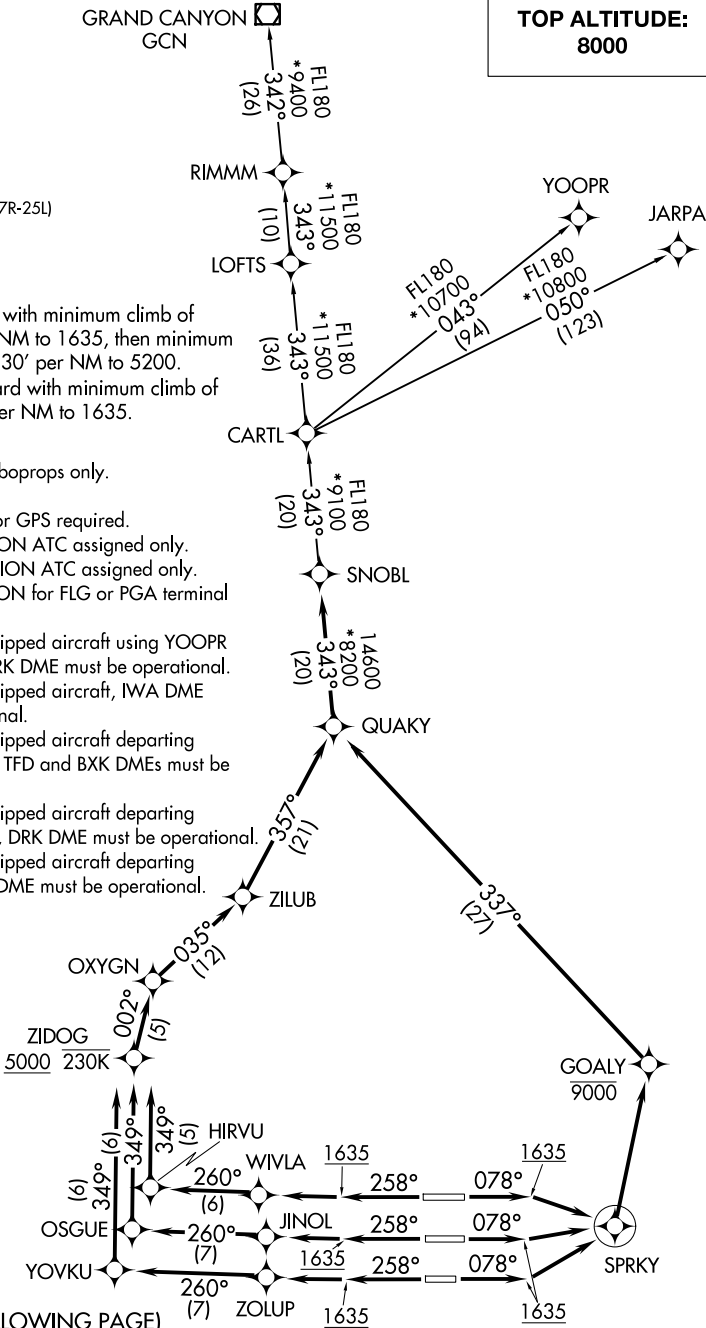 GRAND CANYON
GCN
TOP ALTITUDE:
8000
FL180
*9400
342°
(26)
RIMMM
7R-25L)
FL180
*11500
343°
(10)
LOFTS
YOOPR
JARPA
FL180
*10700
043°
(94)
FL180
*10800
050°
(123)
with minimum climb of
NM to 1635, then minimum
30’ per NM to 5200.
ard with minimum climb of
er NM to 1635.
FL180
*11500
343°
(36)
CARTL
boprops only.
or GPS required.
ON ATC assigned only.
ION ATC assigned only.
ON for FLG or PGA terminal
FL180
*9100
343°
(20)
SNOBL
ipped aircraft using YOOPR
RK DME must be operational.
ipped aircraft, IWA DME
nal.
ipped aircraft departing
TFD and BXK DMEs must be
ipped aircraft departing
, DRK DME must be operational.
ipped aircraft departing
DME must be operational.
14600
*8200
343°
(20)
QUAKY
357°
(21)
337°
(27)
ZILUB
035°
(12)
OXYGN
002°
(5)
ZIDOG
5000 230K
GOALY
9000
349°
(6)
349°
(6)
349°
(5)
HIRVU
WIVLA
260°
(6)
1635
258°
078°
1635
OSGUE
JINOL
260°
(7)
1635
258°
078°
SPRKY
YOVKU
260°
(7)
ZOLUP
1635
258°
078°
1635
LOWING PAGE)